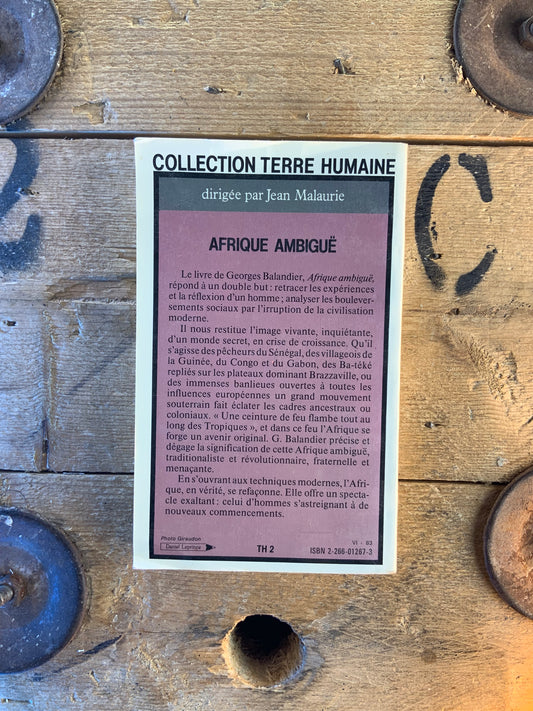 COLLECTION TERRE HUMAINE
dirigée par Jean Malaurie
AFRIQUE AMBIGUË
Le livre de Georges Balandier, Afrique ambiguë,
répond à un double but : retracer les expériences
et la réflexion d'un homme ; analyser les boulever-
sements sociaux par l'irruption de la civilisation
moderne.
Il nous restitue l'image vivante, inquiétante,
d'un monde secret, en crise de croissance. Qu'il
s'agisse des pêcheurs du Sénégal, des villageois de
la Guinée, du Congo et du Gabon, des Ba-téké
repliés sur les plateaux dominant Brazzaville, ou
des immenses banlieues ouvertes à toutes les
influences européennes un grand mouvement
souterrain fait éclater les cadres ancestraux ou
coloniaux. « Une ceinture de feu flambe tout au
long des Tropiques », et dans ce feu l'Afrique se
forge un avenir original. G. Balandier précise et
dégage la signification de cette Afrique ambiguë,
traditionaliste et révolutionnaire, fraternelle et
menaçante.
En s'ouvrant aux techniques modernes, l'Afri-
que, en vérité, se refaçonne. Elle offre un specta-
cle exaltant : celui d'hommes s'astreignant à de
nouveaux commencements.
Photo Giraudon
VI - 83
Daniel Leprince
TH 2
ISBN 2-266-01267-3
2
C